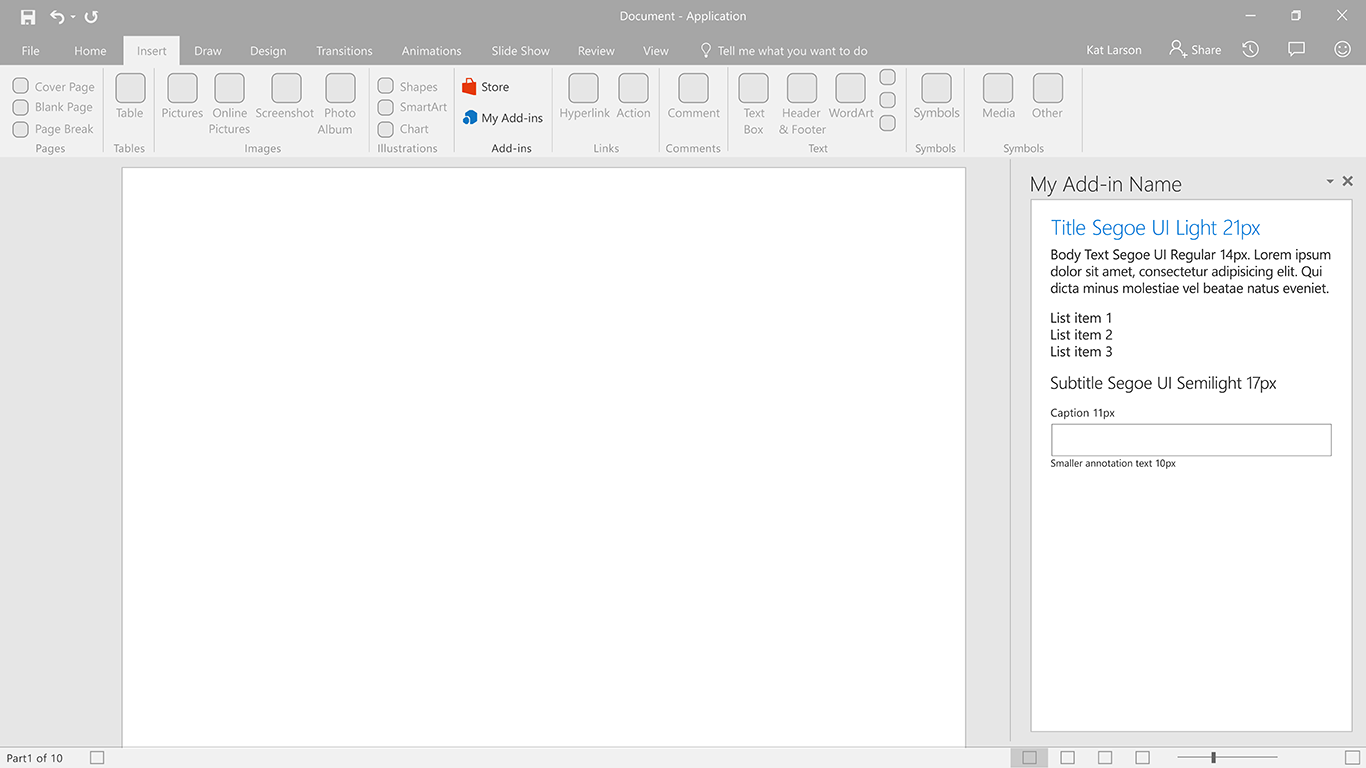 Document - Application
File Home Insert Draw Design Transitions Animations Slide Show Review View Tell me what you want to do Kat Larson Share
Cover Page
Blank Page
Page Break
Pages
Table
Tables
Pictures
Online
Pictures
Screenshot
Photo
Album
Images
Shapes
SmartArt
Chart
Illustrations
Store
My Add-ins
Add-ins
Hyperlink
Action
Links
Comment
Comments
Text
Box
Header
& Footer
WordArt
Text
Symbols
Symbols
Media
Other
Symbols
My Add-in Name
Title Segoe UI Light 21px
Body Text Segoe UI Regular 14px. Lorem ipsum
dolor sit amet, consectetur adipisicing elit. Qui
dicta minus molestiae vel beatae natus eveniet.
List item 1
List item 2
List item 3
Subtitle Segoe UI Semilight 17px
Caption 11px
Smaller annotation text 10px
Part1 of 10